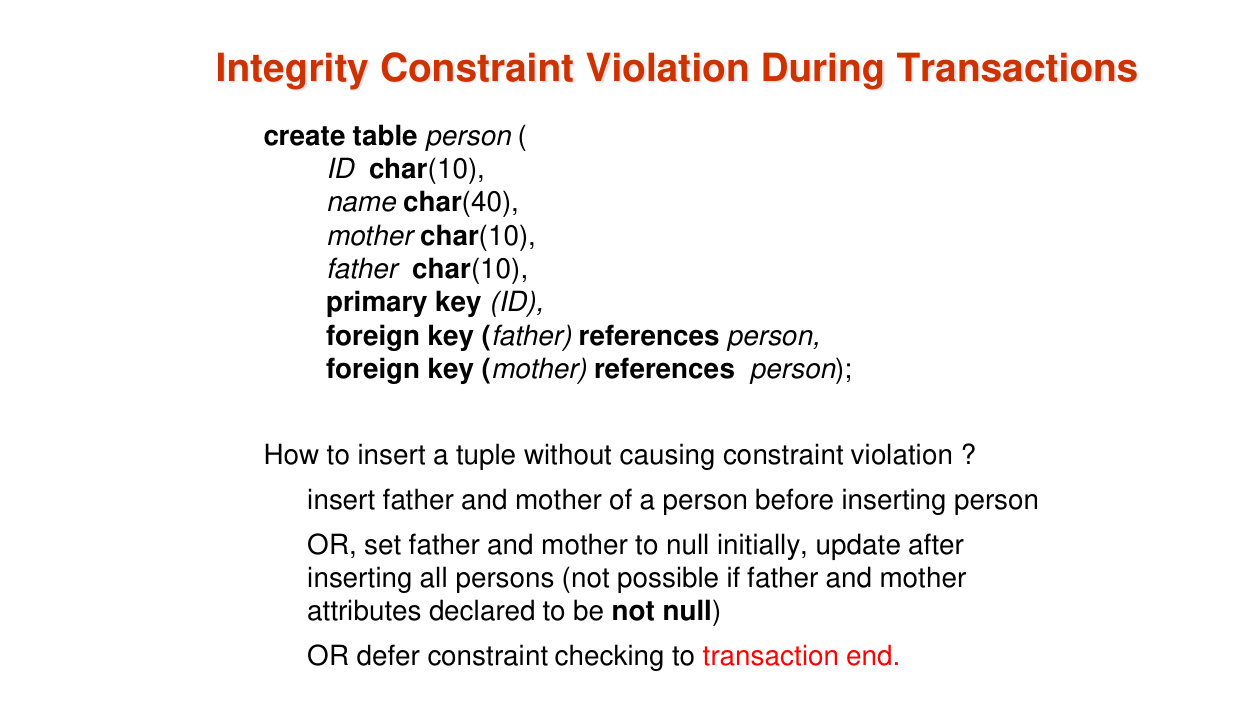 Integrity Constraint Violation During Transactions
create table person (
ID char(10),
name char(40),
mother char(10),
father char(10),
primary key (ID),
foreign key (father) references person,
foreign key (mother) references person);
How to insert a tuple without causing constraint violation ?
insert father and mother of a person before inserting person
OR, set father and mother to null initially, update after
inserting all persons (not possible if father and mother
attributes declared to be not null)
OR defer constraint checking to transaction end.